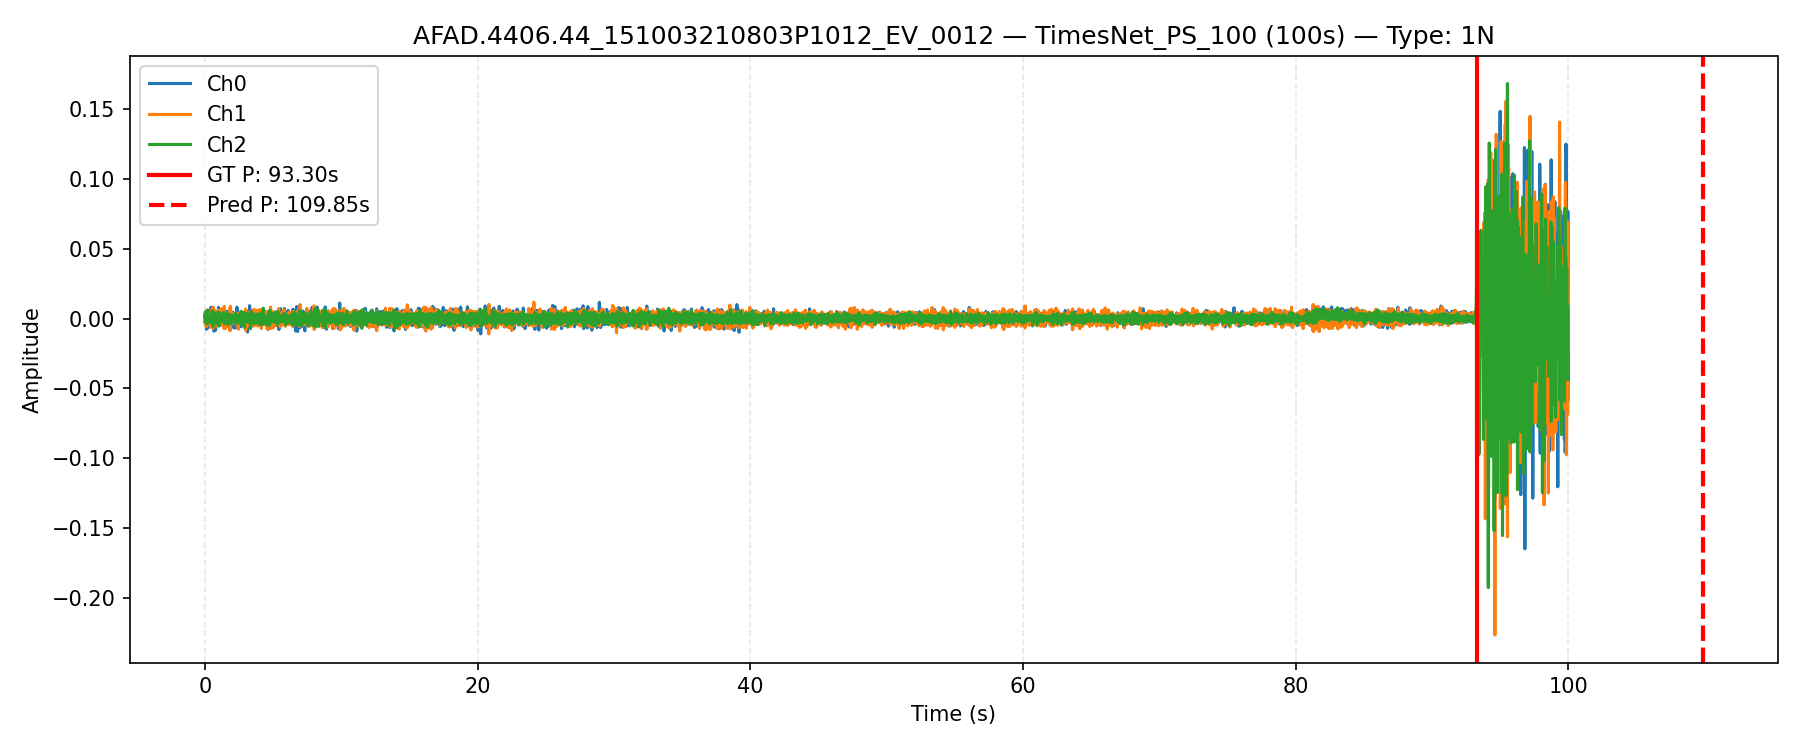 AFAD.4406.44_151003210803P1012_EV_0012 — TimesNet_PS_100 (100s) — Type: 1N
Ch0
Ch1
Ch2
GT P: 93.30s
Pred P: 109.85s
0.15
0.10
0.05
0.00
−0.05
−0.10
−0.15
−0.20
Amplitude
0 20 40 60 80 100
Time (s)